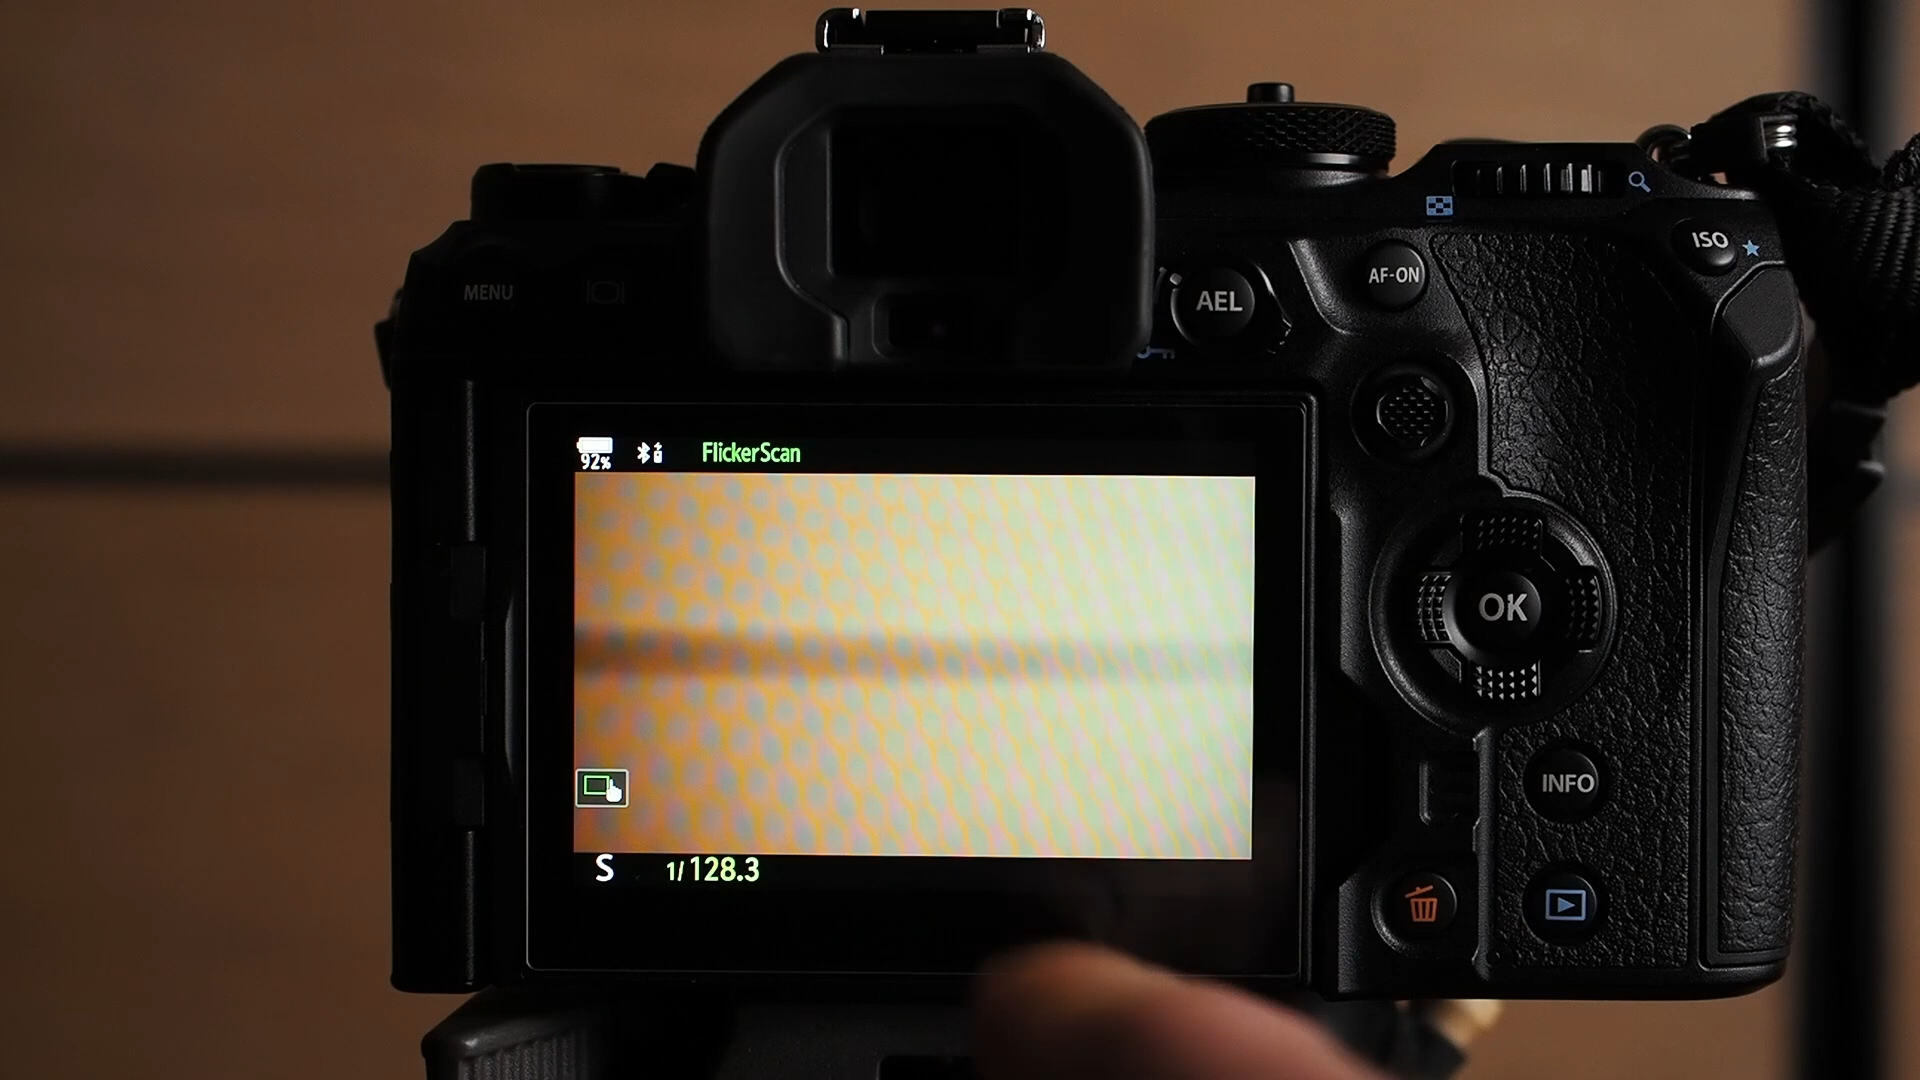 ISO
AF-ON
MENU
AEL
92%
FlickerScan
OK
INFO
S 1/128.3